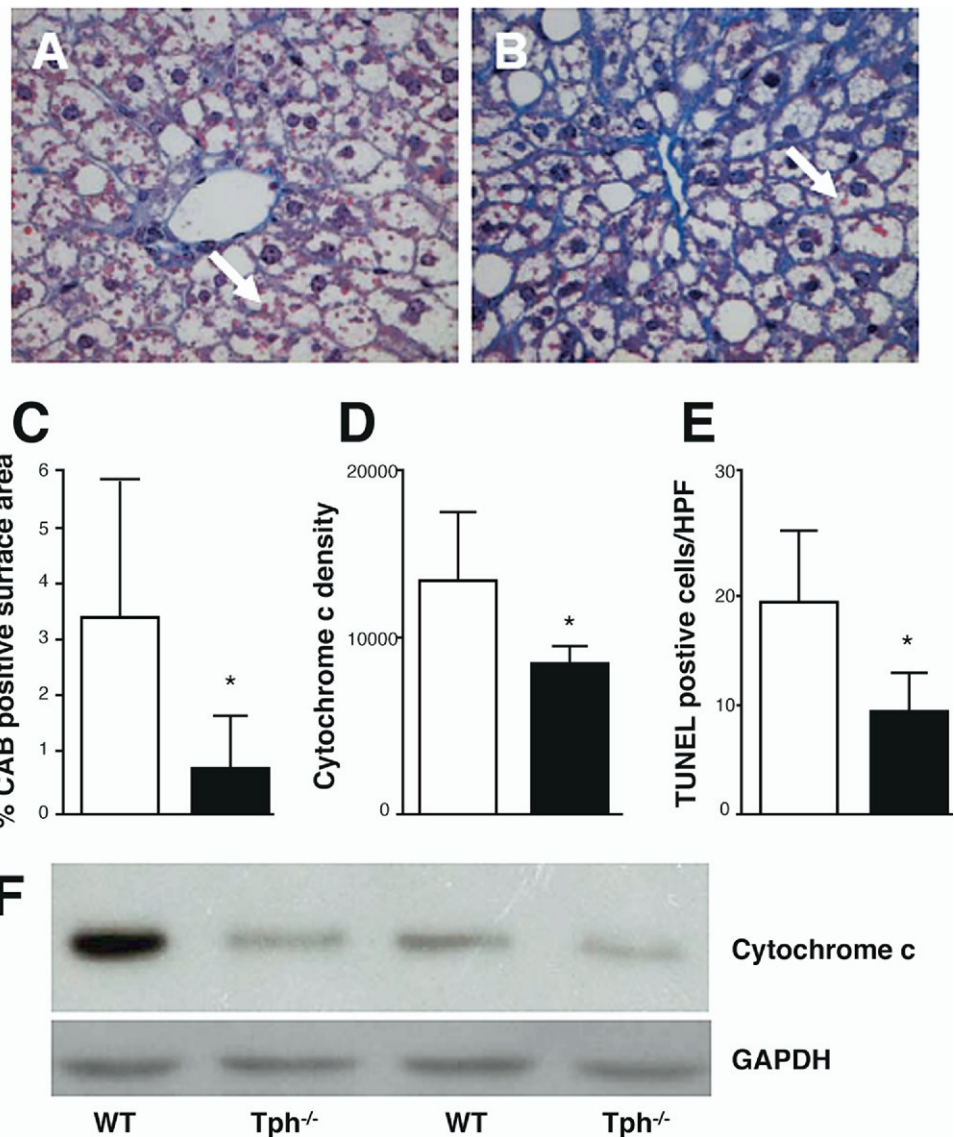 A
B
C
D
E
% CAB positive surface area
6
5
4
3
2
1
0
*
Cytochrome c density
20000
10000
0
*
TUNEL postive cells/HPF
30
20
10
0
*
F
Cytochrome c
GAPDH
WT Tph-/- WT Tph-/-